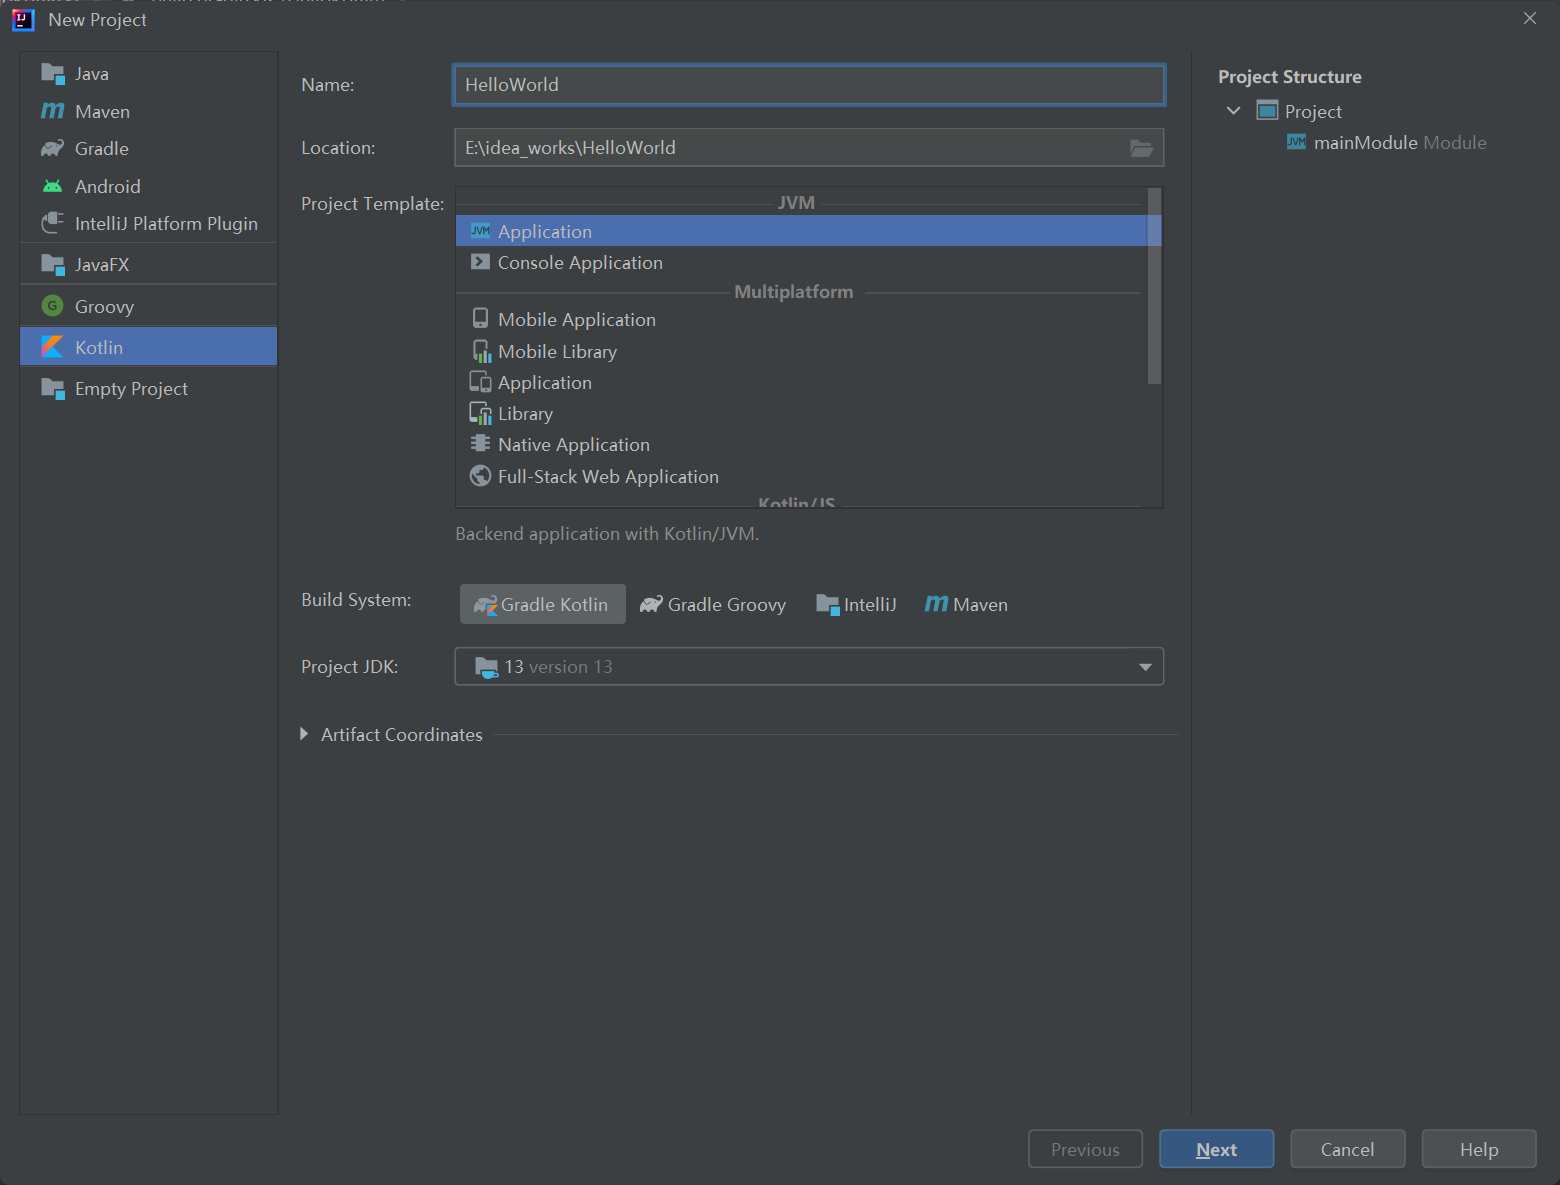 New Project
Java
Maven
Gradle
Android
IntelliJ Platform Plugin
JavaFX
Groovy
Kotlin
Empty Project
Name:
HelloWorld
Location:
E:\idea_works\HelloWorld
Project Template:
JVM
Application
Console Application
Multiplatform
Mobile Application
Mobile Library
Application
Library
Native Application
Full-Stack Web Application
Kotlin/JS
Backend application with Kotlin/JVM.
Build System:
Gradle Kotlin
Gradle Groovy
IntelliJ
Maven
Project JDK:
13 version 13
Artifact Coordinates
Project Structure
Project
mainModule Module
Previous
Next
Cancel
Help